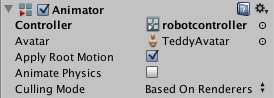 Animator
Controller robotcontroller
Avatar TeddyAvatar
Apply Root Motion
Animate Physics
Culling Mode Based On Renderers